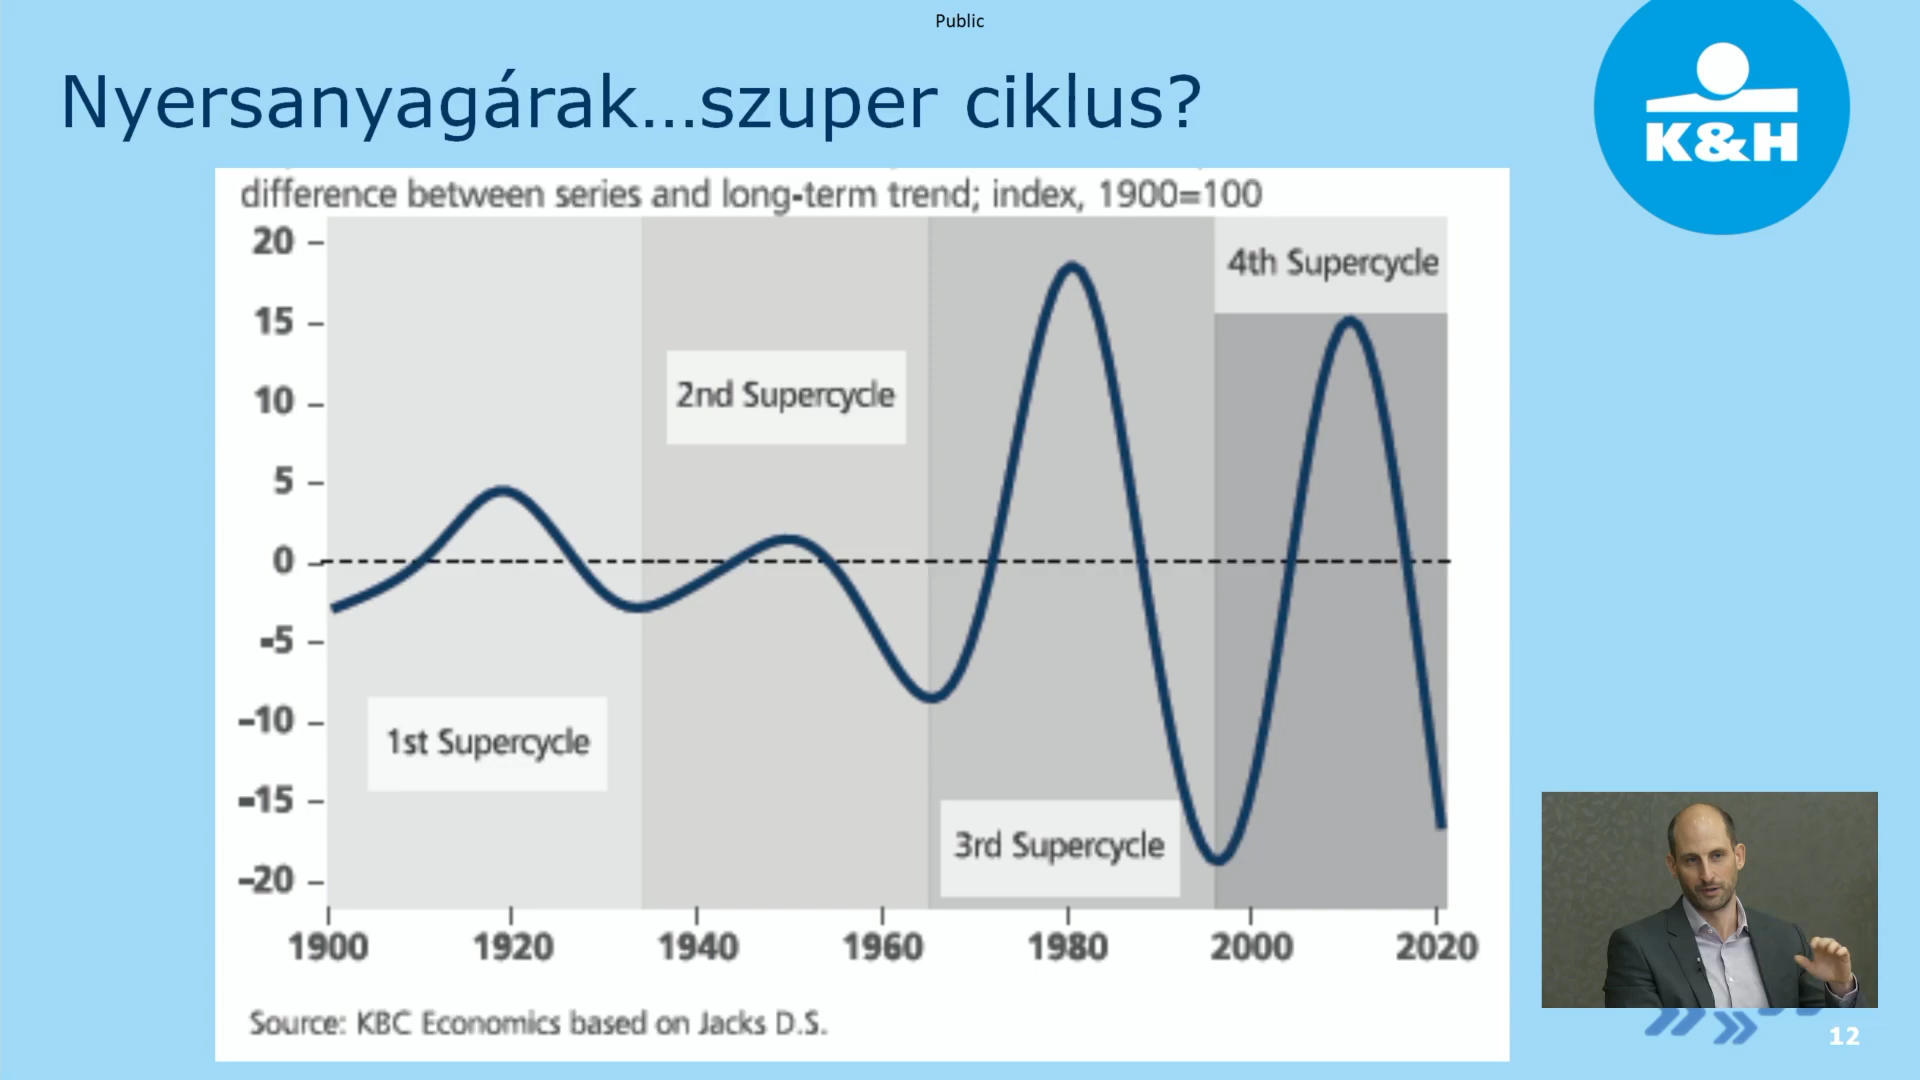 Public
Nyersanyagárak...szuper ciklus?
K&H
difference between series and long-term trend; index, 1900=100
20
15
10
5
0
-5
-10
-15
-20
1st Supercycle
2nd Supercycle
3rd Supercycle
4th Supercycle
1900 1920 1940 1960 1980 2000 2020
Source: KBC Economics based on Jacks D.S.
12